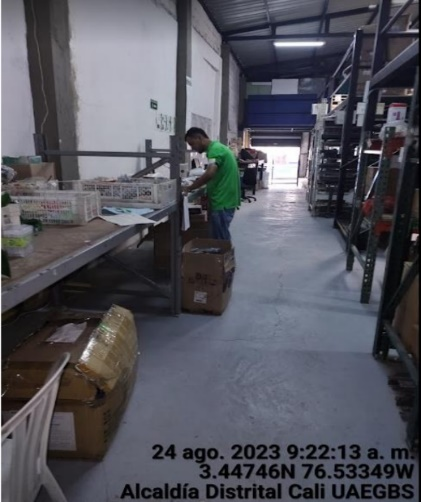 24 ago. 2023 9:22:13 a. m.
3.44746N 76.53349W
Alcaldía Distrital Cali UAEGBS